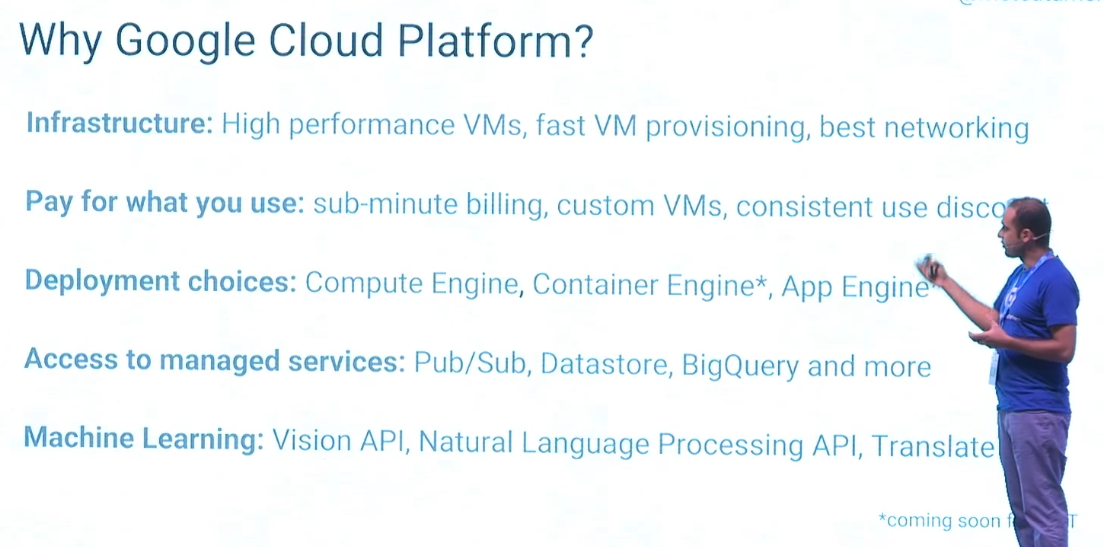 Why Google Cloud Platform?
Infrastructure: High performance VMs, fast VM provisioning, best networking
Pay for what you use: sub-minute billing, custom VMs, consistent use
Deployment choices: Compute Engine, Container Engine*, App Engine*
Access to managed services: Pub/Sub, Datastore, BigQuery and more
Machine Learning: Vision API, Natural Language Processing API, Translate
*coming soon